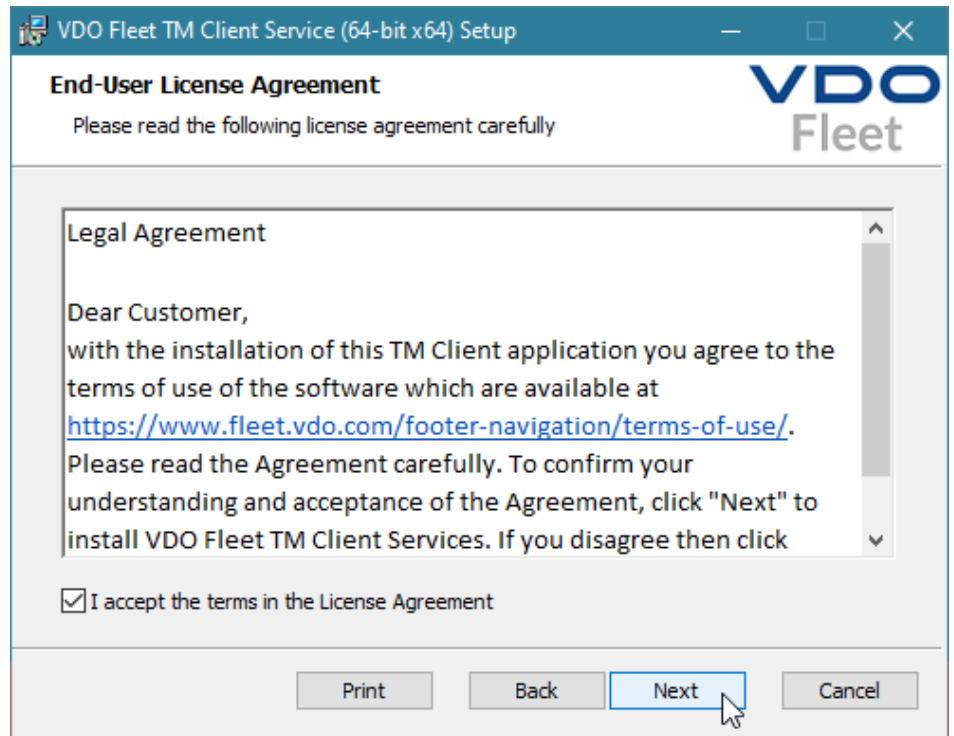 VDO Fleet TM Client Service (64-bit x64) Setup
End-User License Agreement
Please read the following license agreement carefully
VDO
Fleet
Legal Agreement
Dear Customer,
with the installation of this TM Client application you agree to the
terms of use of the software which are available at
https://www.fleet.vdo.com/footer-navigation/terms-of-use/.
Please read the Agreement carefully. To confirm your
understanding and acceptance of the Agreement, click "Next" to
install VDO Fleet TM Client Services. If you disagree then click
I accept the terms in the License Agreement
Print Back Next Cancel